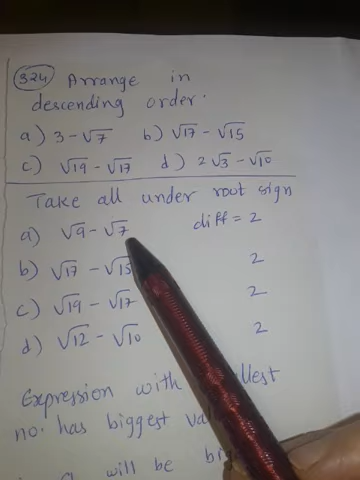 324 Arrange in
descending order.
a) 3 - √7 b) √17 - √15
c) √19 - √17 d) 2√3 - √10
Take all under root sign
a) √9 - √7 diff = 2
b) √17 - √15 2
c) √19 - √17 2
d) √12 - √10 2
Expression with
no. has biggest
will be